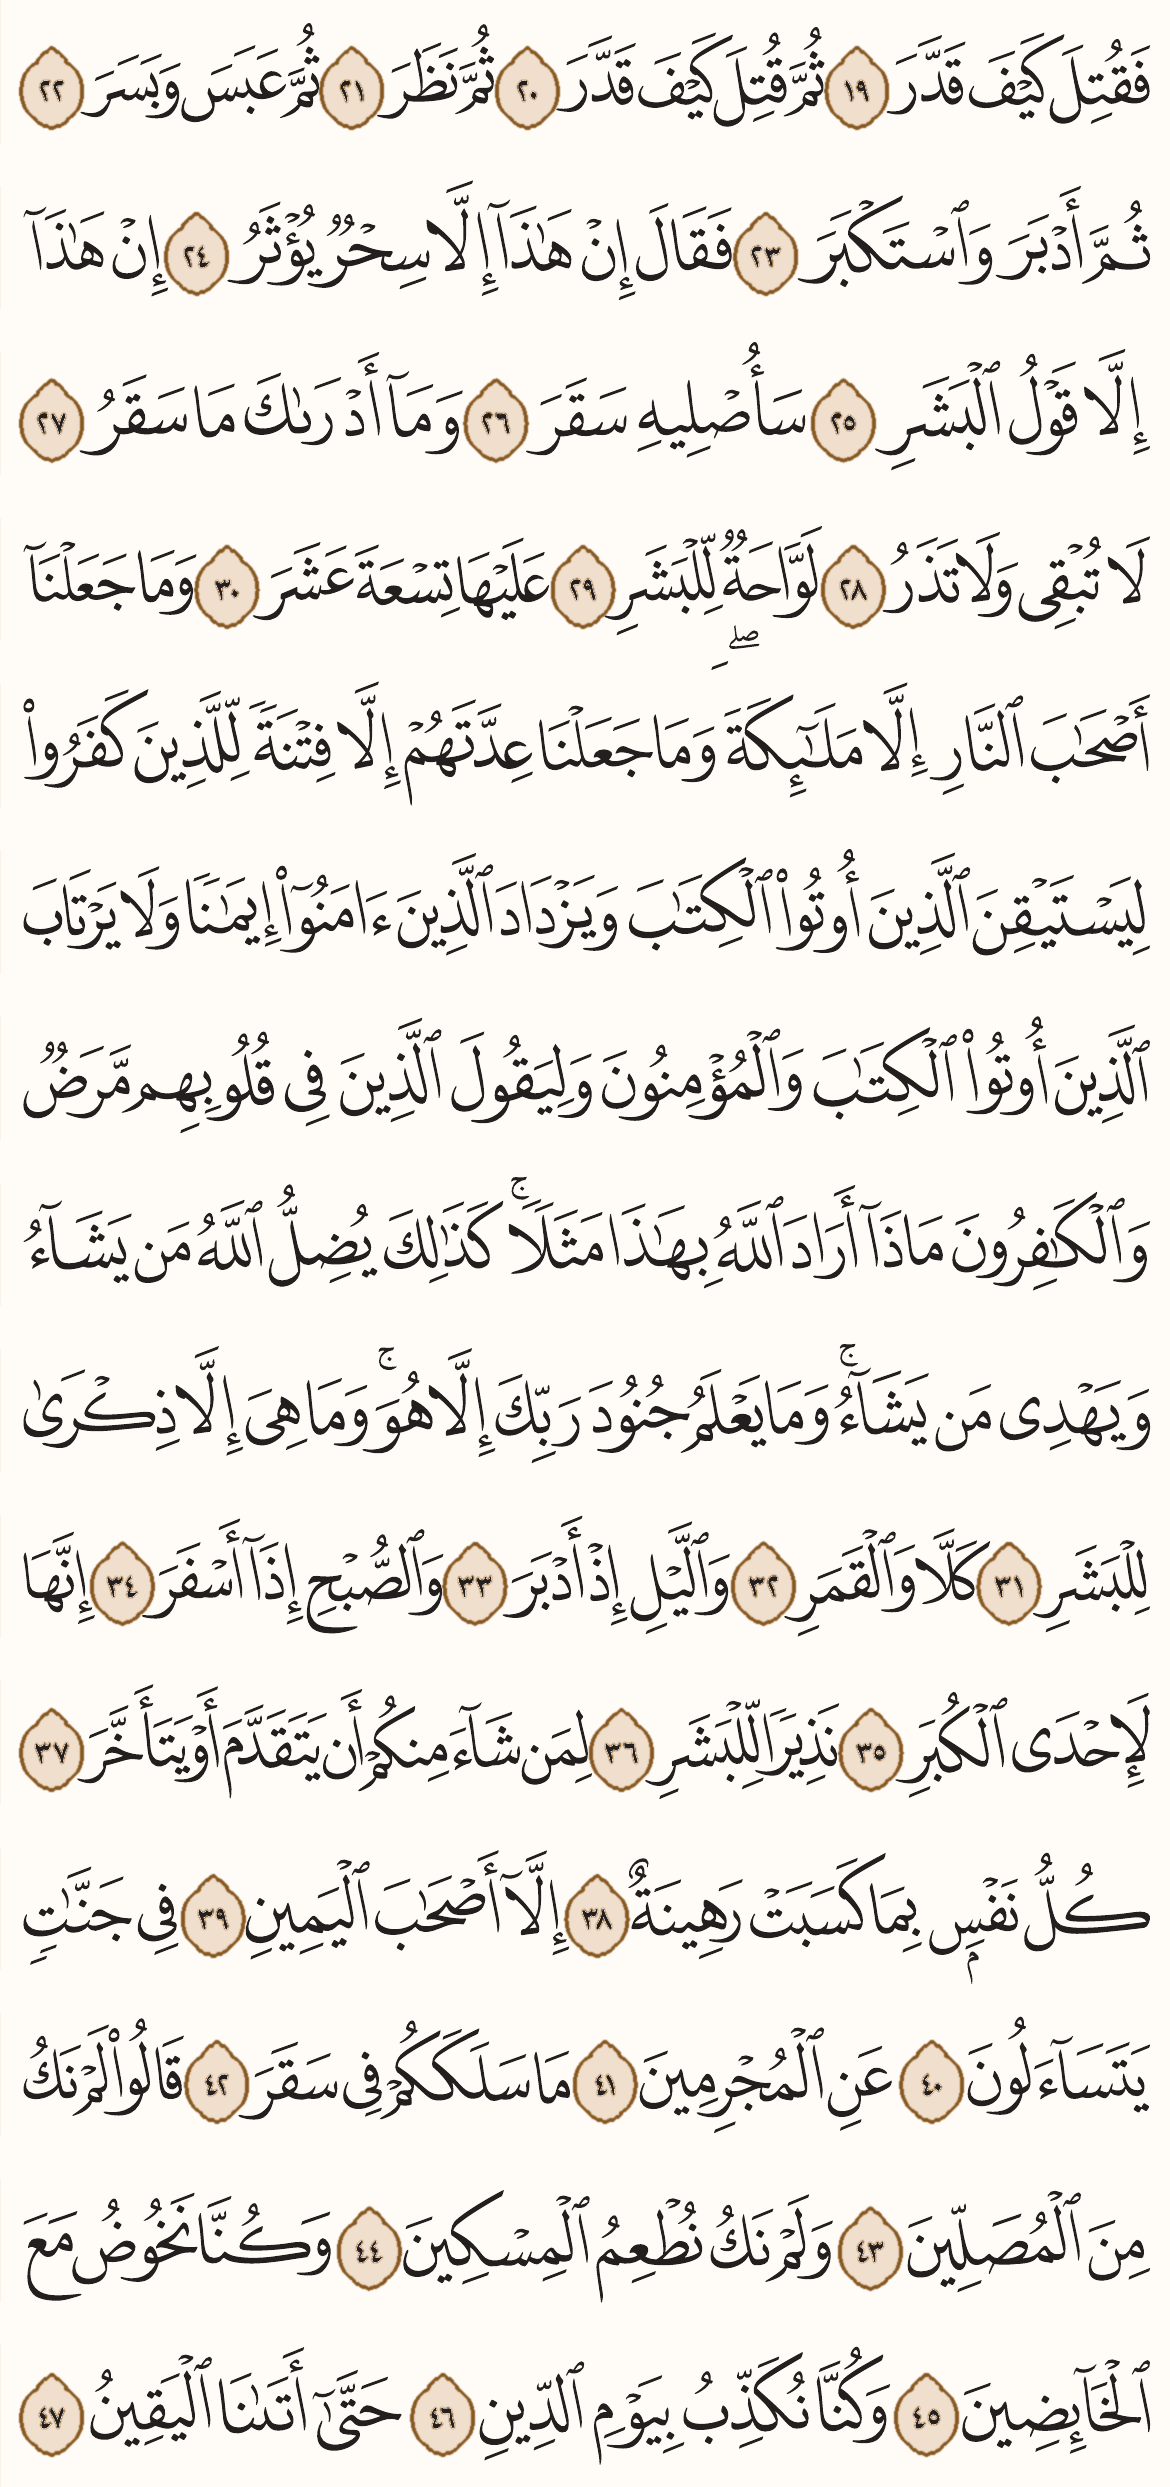 فَقُتِلَ كَيْفَ قَدَّرَ ١٩ ثُمَّ قُتِلَ كَيْفَ قَدَّرَ ٢٠ ثُمَّ نَظَرَ ٢١ ثُمَّ عَبَسَ وَبَسَرَ ٢٢
ثُمَّ أَدْبَرَ وَٱسْتَكْبَرَ ٢٣ فَقَالَ إِنْ هَٰذَآ إِلَّا سِحْرٌ يُؤْثَرُ ٢٤ إِنْ هَٰذَآ
إِلَّا قَوْلُ ٱلْبَشَرِ ٢٥ سَأُصْلِيهِ سَقَرَ ٢٦ وَمَآ أَدْرَىٰكَ مَا سَقَرُ ٢٧
لَا تُبْقِى وَلَا تَذَرُ ٢٨ لَوَّاحَةٌ لِّلْبَشَرِ ٢٩ عَلَيْهَا تِسْعَةَ عَشَرَ ٣٠ وَمَا جَعَلْنَآ
أَصْحَٰبَ ٱلنَّارِ إِلَّا مَلَٰٓئِكَةً ۖ وَمَا جَعَلْنَا عِدَّتَهُمْ إِلَّا فِتْنَةً لِّلَّذِينَ كَفَرُوا۟
لِيَسْتَيْقِنَ ٱلَّذِينَ أُوتُوا۟ ٱلْكِتَٰبَ وَيَزْدَادَ ٱلَّذِينَ ءَامَنُوٓا۟ إِيمَٰنًا وَلَا يَرْتَابَ
ٱلَّذِينَ أُوتُوا۟ ٱلْكِتَٰبَ وَٱلْمُؤْمِنُونَ وَلِيَقُولَ ٱلَّذِينَ فِى قُلُوبِهِم مَّرَضٌ
وَٱلْكَٰفِرُونَ مَاذَآ أَرَادَ ٱللَّهُ بِهَٰذَا مَثَلًا ۚ كَذَٰلِكَ يُضِلُّ ٱللَّهُ مَن يَشَآءُ
وَيَهْدِى مَن يَشَآءُ ۚ وَمَا يَعْلَمُ جُنُودَ رَبِّكَ إِلَّا هُوَ ۚ وَمَا هِىَ إِلَّا ذِكْرَىٰ
لِلْبَشَرِ ٣١ كَلَّا وَٱلْقَمَرِ ٣٢ وَٱلَّيْلِ إِذْ أَدْبَرَ ٣٣ وَٱلصُّبْحِ إِذَآ أَسْفَرَ ٣٤ إِنَّهَا
لَإِحْدَى ٱلْكُبَرِ ٣٥ نَذِيرًا لِّلْبَشَرِ ٣٦ لِمَن شَآءَ مِنكُمْ أَن يَتَقَدَّمَ أَوْ يَتَأَخَّرَ ٣٧
كُلُّ نَفْسٍۭ بِمَا كَسَبَتْ رَهِينَةٌ ٣٨ إِلَّآ أَصْحَٰبَ ٱلْيَمِينِ ٣٩ فِى جَنَّٰتٍ
يَتَسَآءَلُونَ ٤٠ عَنِ ٱلْمُجْرِمِينَ ٤١ مَا سَلَكَكُمْ فِى سَقَرَ ٤٢ قَالُوا۟ لَمْ نَكُ
مِنَ ٱلْمُصَلِّينَ ٤٣ وَلَمْ نَكُ نُطْعِمُ ٱلْمِسْكِينَ ٤٤ وَكُنَّا نَخُوضُ مَعَ
ٱلْخَآئِضِينَ ٤٥ وَكُنَّا نُكَذِّبُ بِيَوْمِ ٱلدِّينِ ٤٦ حَتَّىٰٓ أَتَىٰنَا ٱلْيَقِينُ ٤٧